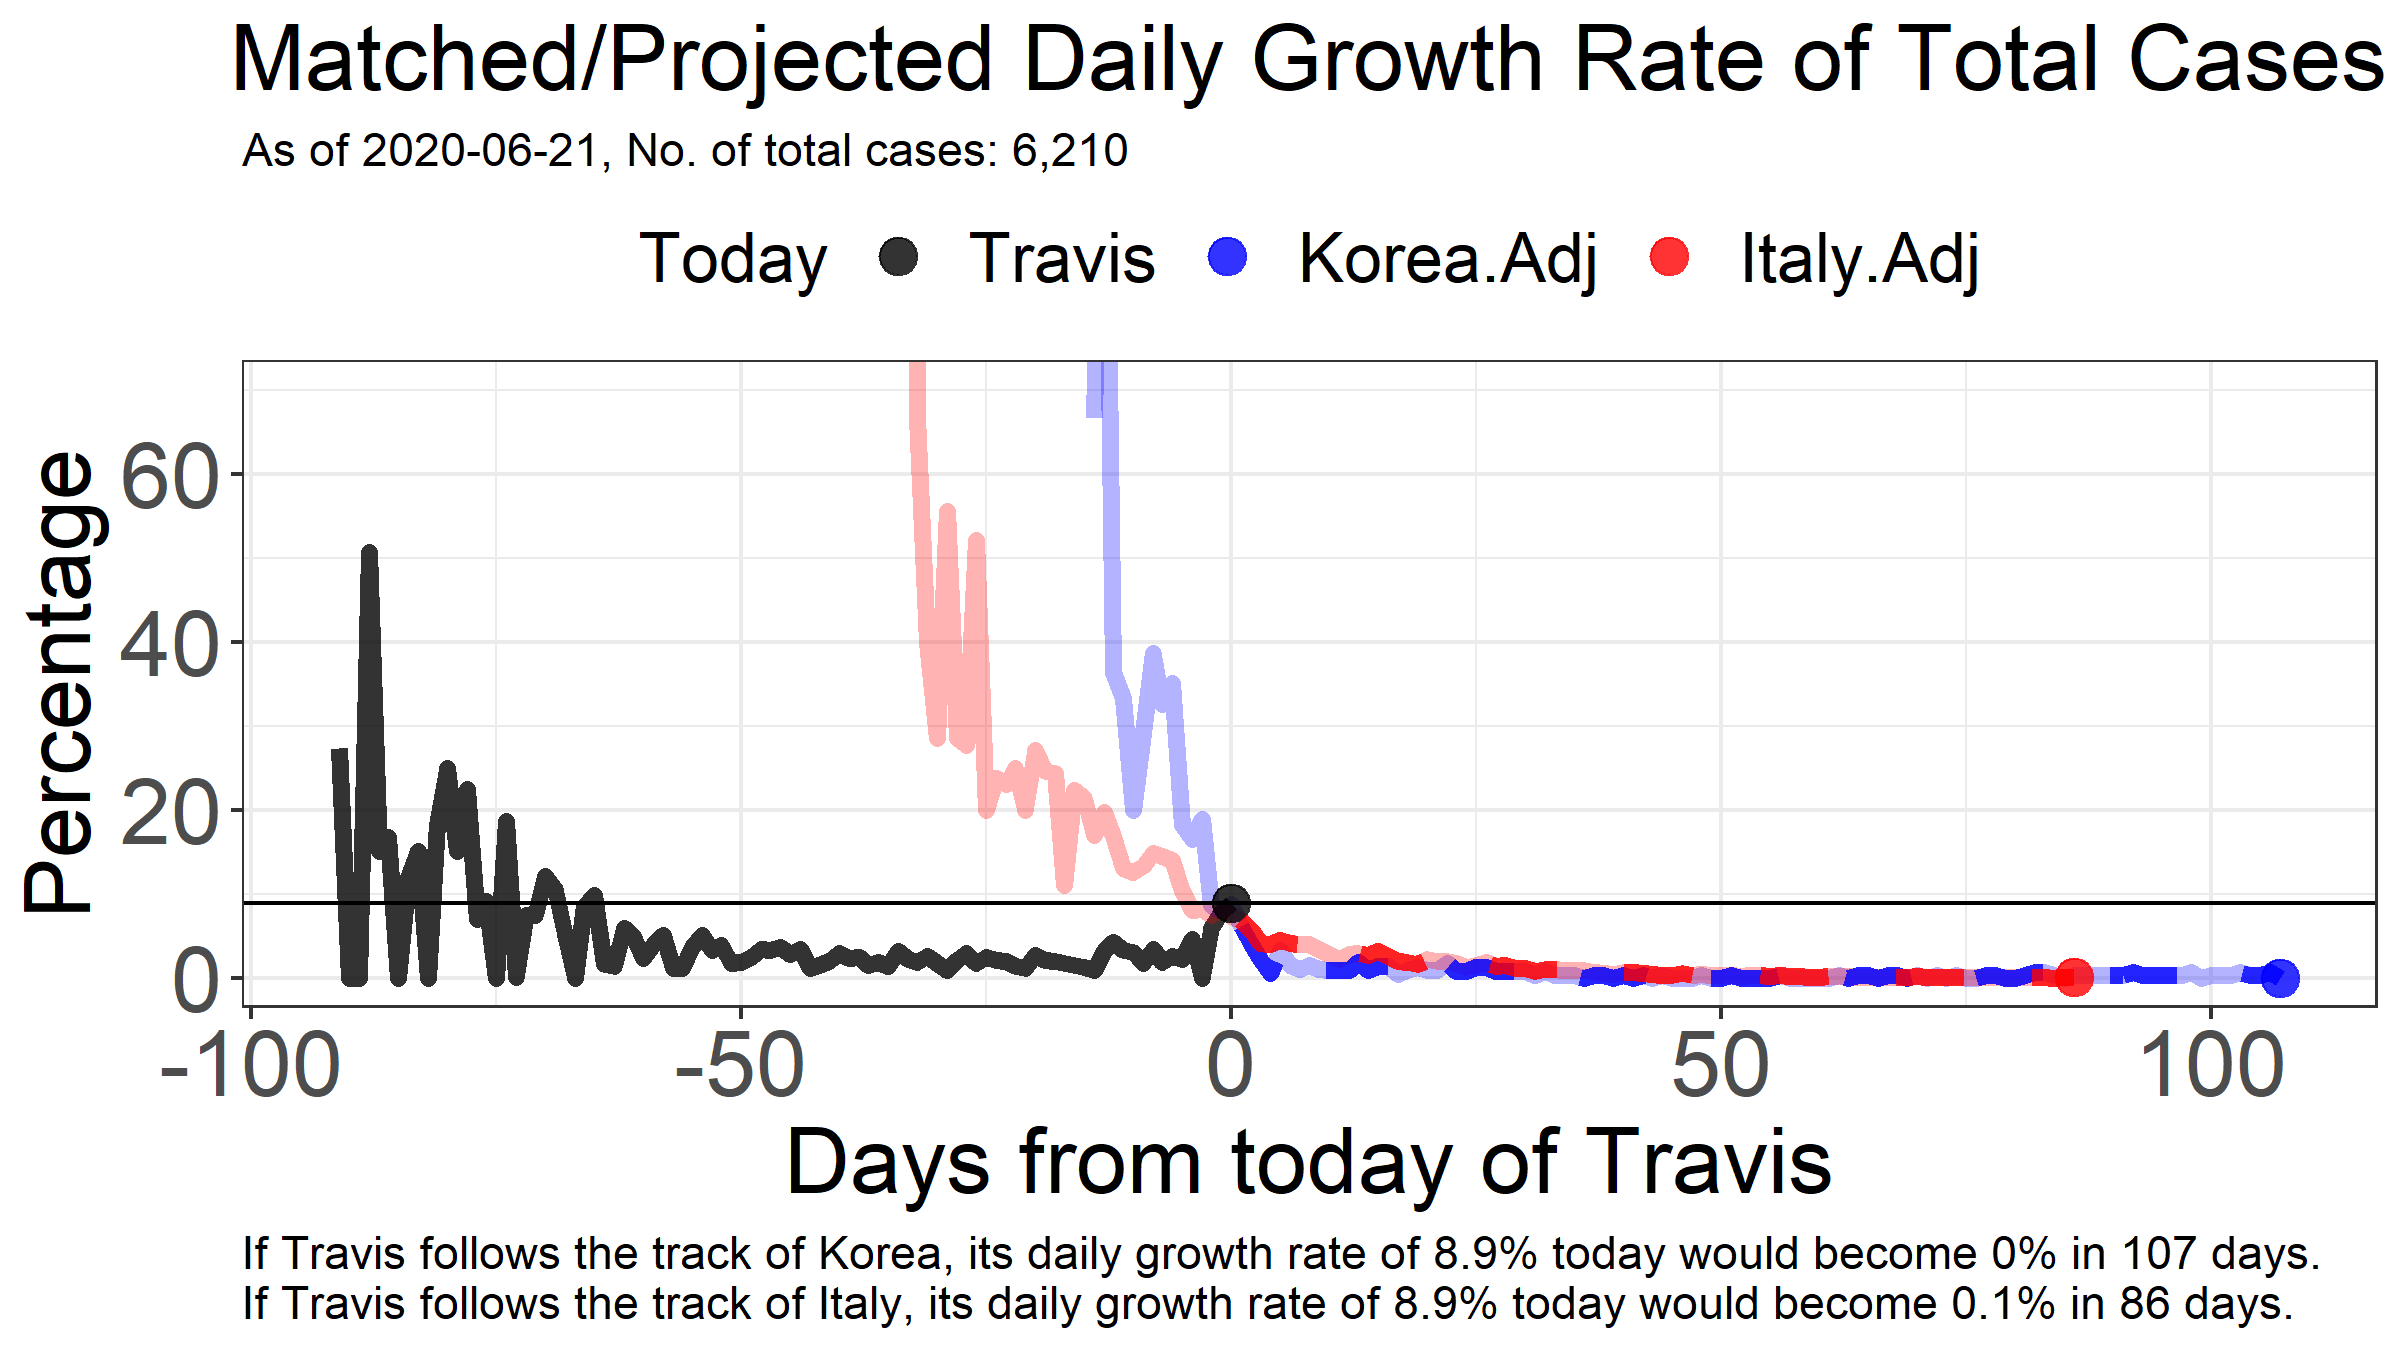 Matched/Projected Daily Growth Rate of Total Cases
As of 2020-06-21, No. of total cases: 6,210
Today Travis Korea.Adj Italy.Adj
Percentage
60
40
20
0
-100 -50 0 50 100
Days from today of Travis
If Travis follows the track of Korea, its daily growth rate of 8.9% today would become 0% in 107 days.
If Travis follows the track of Italy, its daily growth rate of 8.9% today would become 0.1% in 86 days.